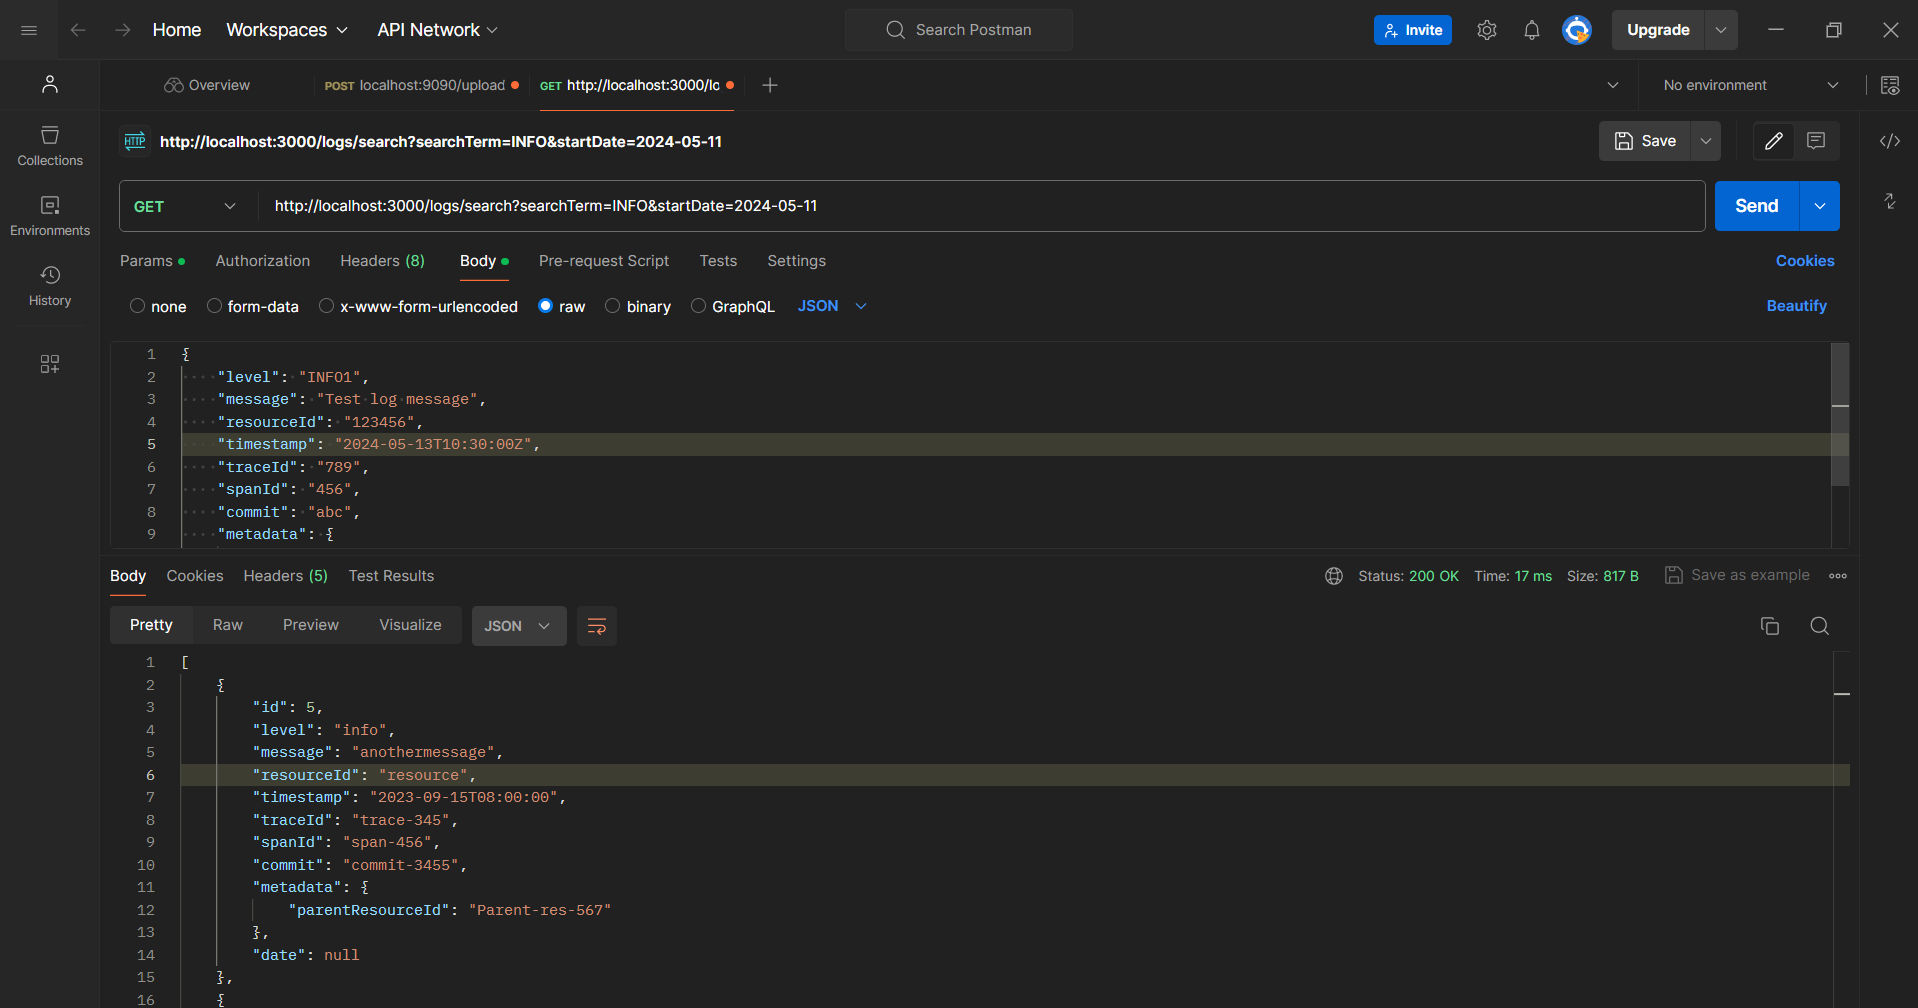 Home Workspaces API Network Search Postman Invite Upgrade
Overview POST localhost:9090/upload GET http://localhost:3000/lo No environment
HTTP http://localhost:3000/logs/search?searchTerm=INFO&startDate=2024-05-11 Save
Collections
GET http://localhost:3000/logs/search?searchTerm=INFO&startDate=2024-05-11 Send
Environments
Params Authorization Headers (8) Body Pre-request Script Tests Settings Cookies
History
none form-data x-www-form-urlencoded raw binary GraphQL JSON Beautify
1 {
2 "level": "INFO1",
3 "message": "Test log message",
4 "resourceId": "123456",
5 "timestamp": "2024-05-13T10:30:00Z",
6 "traceId": "789",
7 "spanId": "456",
8 "commit": "abc",
9 "metadata": {
Body Cookies Headers (5) Test Results Status: 200 OK Time: 17 ms Size: 817 B Save as example
Pretty Raw Preview Visualize JSON
1 [
2 {
3 "id": 5,
4 "level": "info",
5 "message": "anothermessage",
6 "resourceId": "resource",
7 "timestamp": "2023-09-15T08:00:00",
8 "traceId": "trace-345",
9 "spanId": "span-456",
10 "commit": "commit-3455",
11 "metadata": {
12 "parentResourceId": "Parent-res-567"
13 },
14 "date": null
15 },
16 {